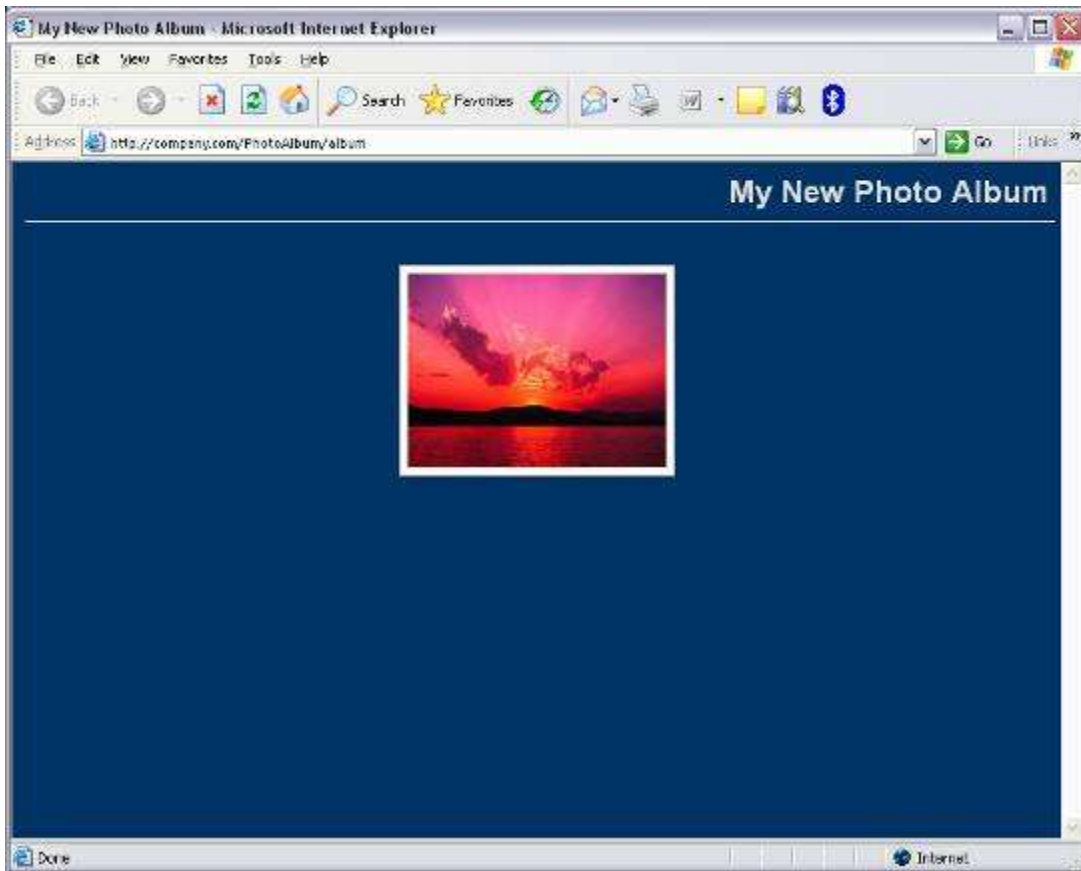 My New Photo Album - Microsoft Internet Explorer
File Edit View Favorites Tools Help
Back Search Favorites W
Address http://company.com/PhotoAlbum/album Go Links »
My New Photo Album
Done Internet